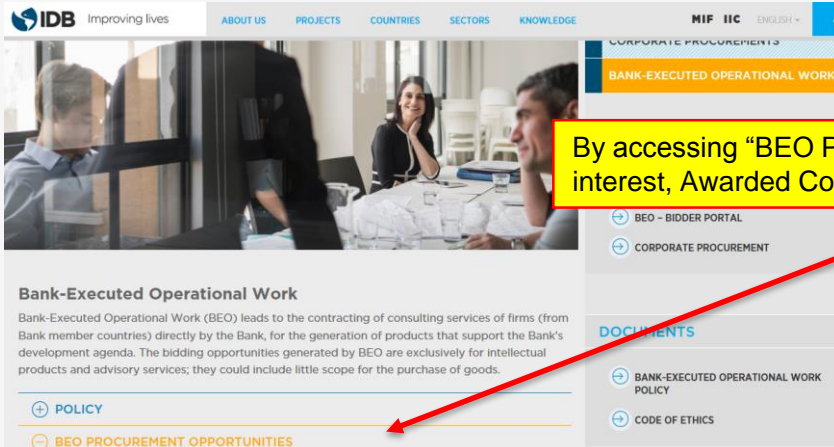 IDB Improving lives ABOUT US PROJECTS COUNTRIES SECTORS KNOWLEDGE MIF IIC ENGLISH
CORPORATE PROCUREMENTS
BANK-EXECUTED OPERATIONAL WORK
By accessing “BEO
interest, Awarded
BEO – BIDDER PORTAL
CORPORATE PROCUREMENT
Bank-Executed Operational Work
Bank-Executed Operational Work (BEO) leads to the contracting of consulting services of firms (from
Bank member countries) directly by the Bank, for the generation of products that support the Bank's
development agenda. The bidding opportunities generated by BEO are exclusively for intellectual
products and advisory services; they could include little scope for the purchase of goods.
POLICY
BEO PROCUREMENT OPPORTUNITIES
DOCUMENTS
BANK-EXECUTED OPERATIONAL WORK
POLICY
CODE OF ETHICS